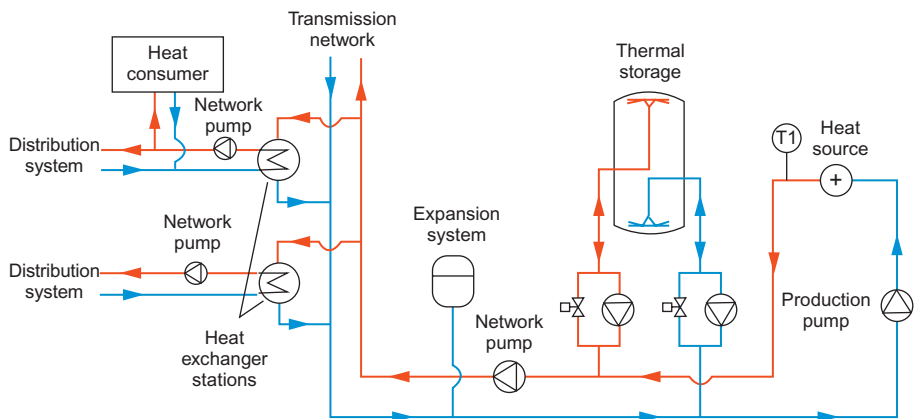 Transmission
network
Heat
consumer
Thermal
storage
Network
pump
Distribution
system
T1
Heat
source
Expansion
system
Network
pump
Distribution
system
Heat
exchanger
stations
Network
pump
Production
pump